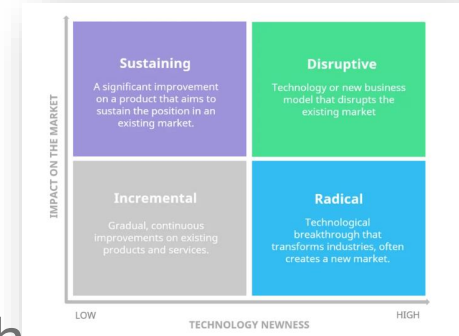 IMPACT ON THE MARKET
Sustaining
A significant improvement
on a product that aims to
sustain the position in an
existing market.
Disruptive
Technology or new business
model that disrupts the
existing market
Incremental
Gradual, continuous
improvements on existing
products and services.
Radical
Technological
breakthrough that
transforms industries, often
creates a new market.
LOW
HIGH
TECHNOLOGY NEWNESS